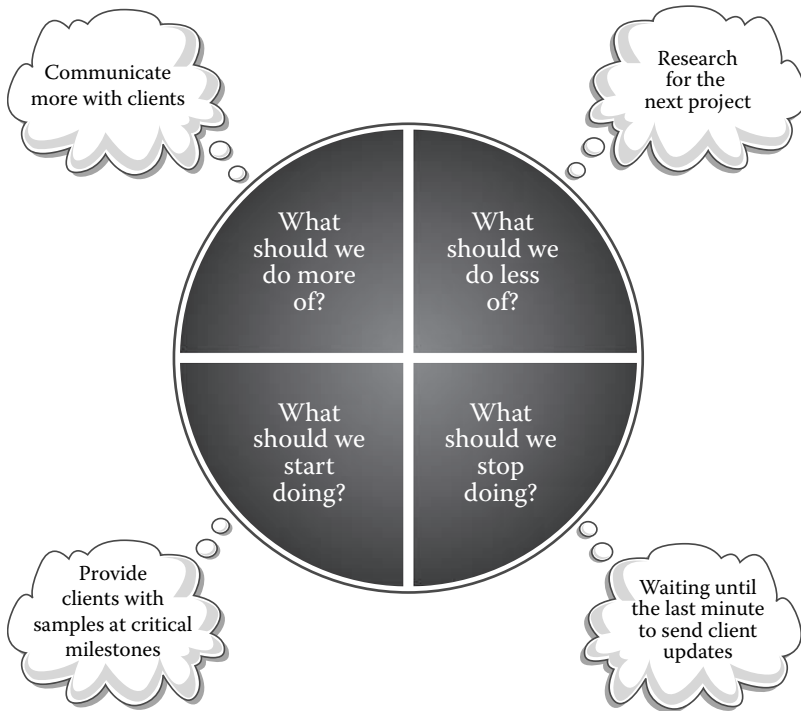 Communicate
more with clients
Research
for the
next project
What
should we
do more
of?
What
should we
do less
of?
What
should we
start
doing?
What
should we
stop
doing?
Provide
clients with
samples at critical
milestones
Waiting until
the last minute
to send client
updates